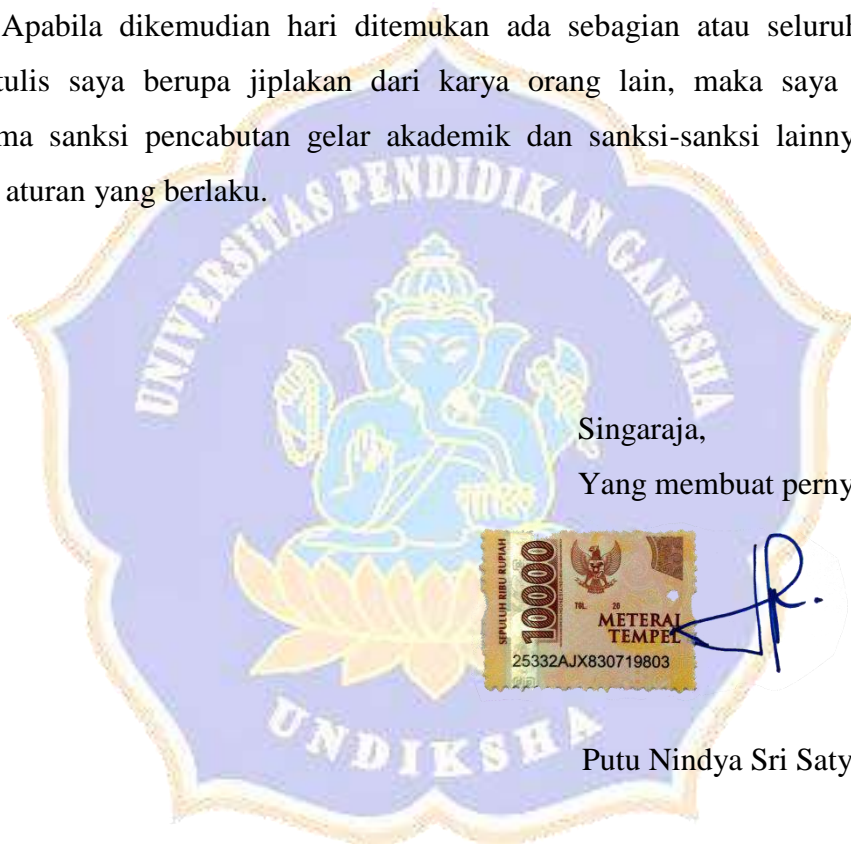 Apabila dikemudian hari ditemukan ada sebagian atau seluruh
tulis saya berupa jiplakan dari karya orang lain, maka saya
ma sanksi pencabutan gelar akademik dan sanksi-sanksi lainny
aturan yang berlaku.
UNIVERSITAS PENDIDIKAN GANESHA
Singaraja,
Yang membuat perny
SEPULUH RIBU RUPIAH
10000
TGL. 20
METERAI
TEMPEL
25332AJX830719803
UNDIKSHA
Putu Nindya Sri Saty